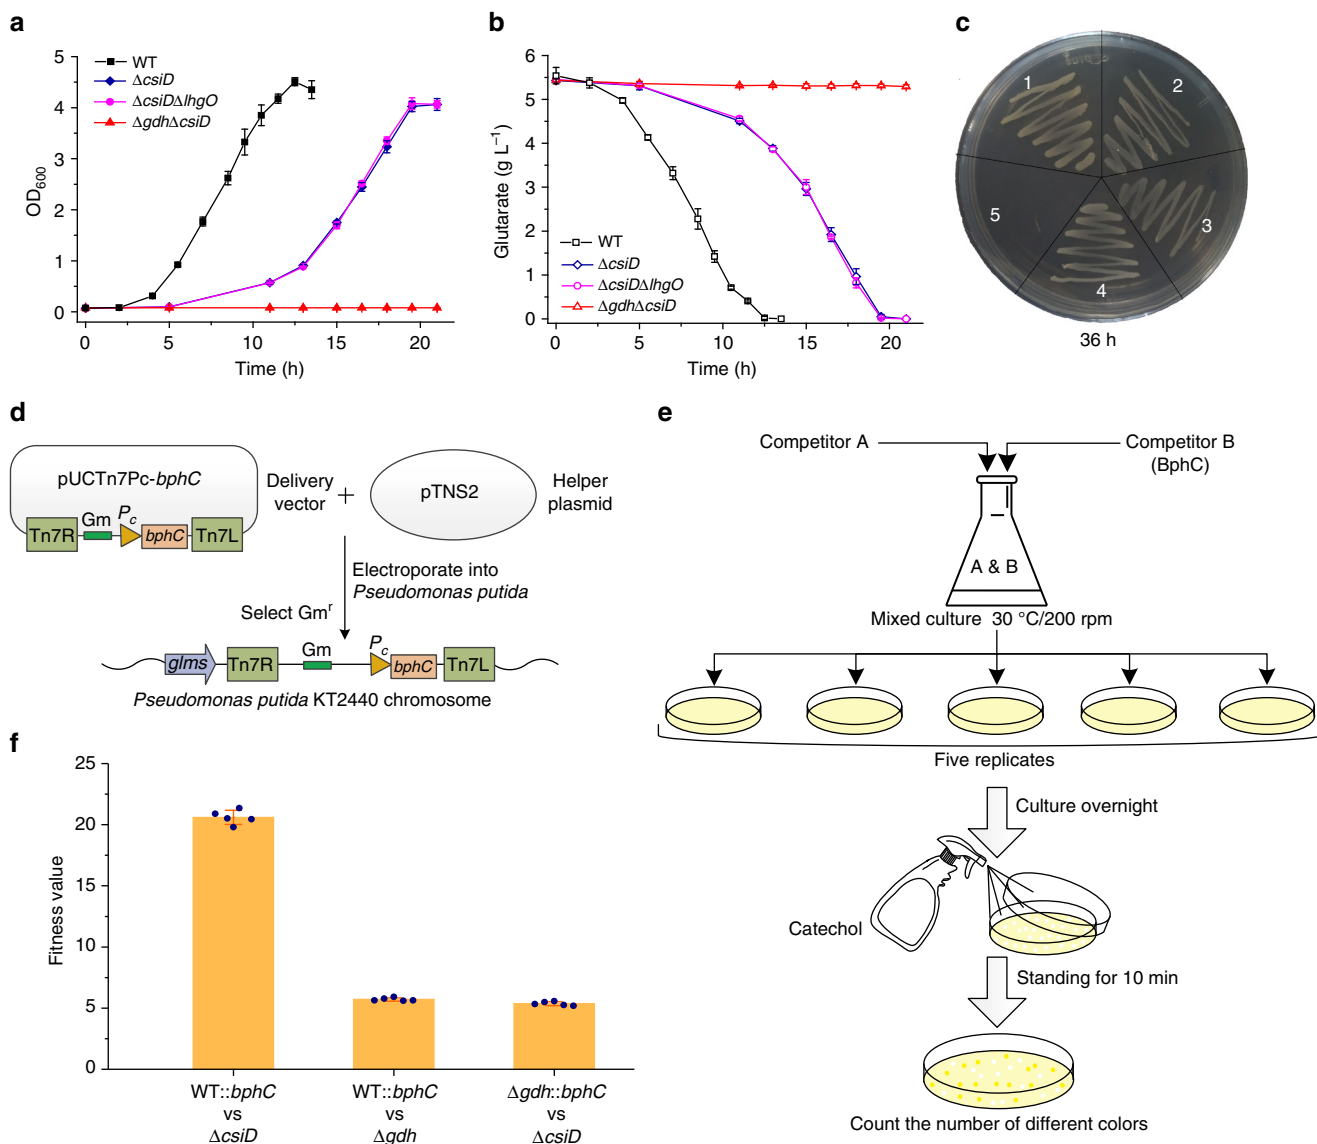 a
5
4
3
2
1
0
OD600
0
5
10
15
20
Time (h)
WT
ΔcsiD
ΔcsiDΔlhgO
ΔgdhΔcsiD
b
6
5
4
3
2
1
0
Glutarate (g L–1)
0
5
10
15
20
Time (h)
WT
ΔcsiD
ΔcsiDΔlhgO
ΔgdhΔcsiD
c
1
2
3
4
5
36 h
d
pUCTn7Pc-bphC
Tn7R
Gm
Pc
bphC
Tn7L
Delivery
vector
+
pTNS2
Helper
plasmid
Electroporate into
Pseudomonas putida
Select Gmr
glms
Tn7R
Gm
Pc
bphC
Tn7L
Pseudomonas putida KT2440 chromosome
e
Competitor A
Competitor B
(BphC)
A & B
Mixed culture 30 °C/200 rpm
Five replicates
Culture overnight
Catechol
Standing for 10 min
Count the number of different colors
f
25
20
15
10
5
0
Fitness value
WT::bphC
vs
ΔcsiD
WT::bphC
vs
Δgdh
Δgdh::bphC
vs
ΔcsiD